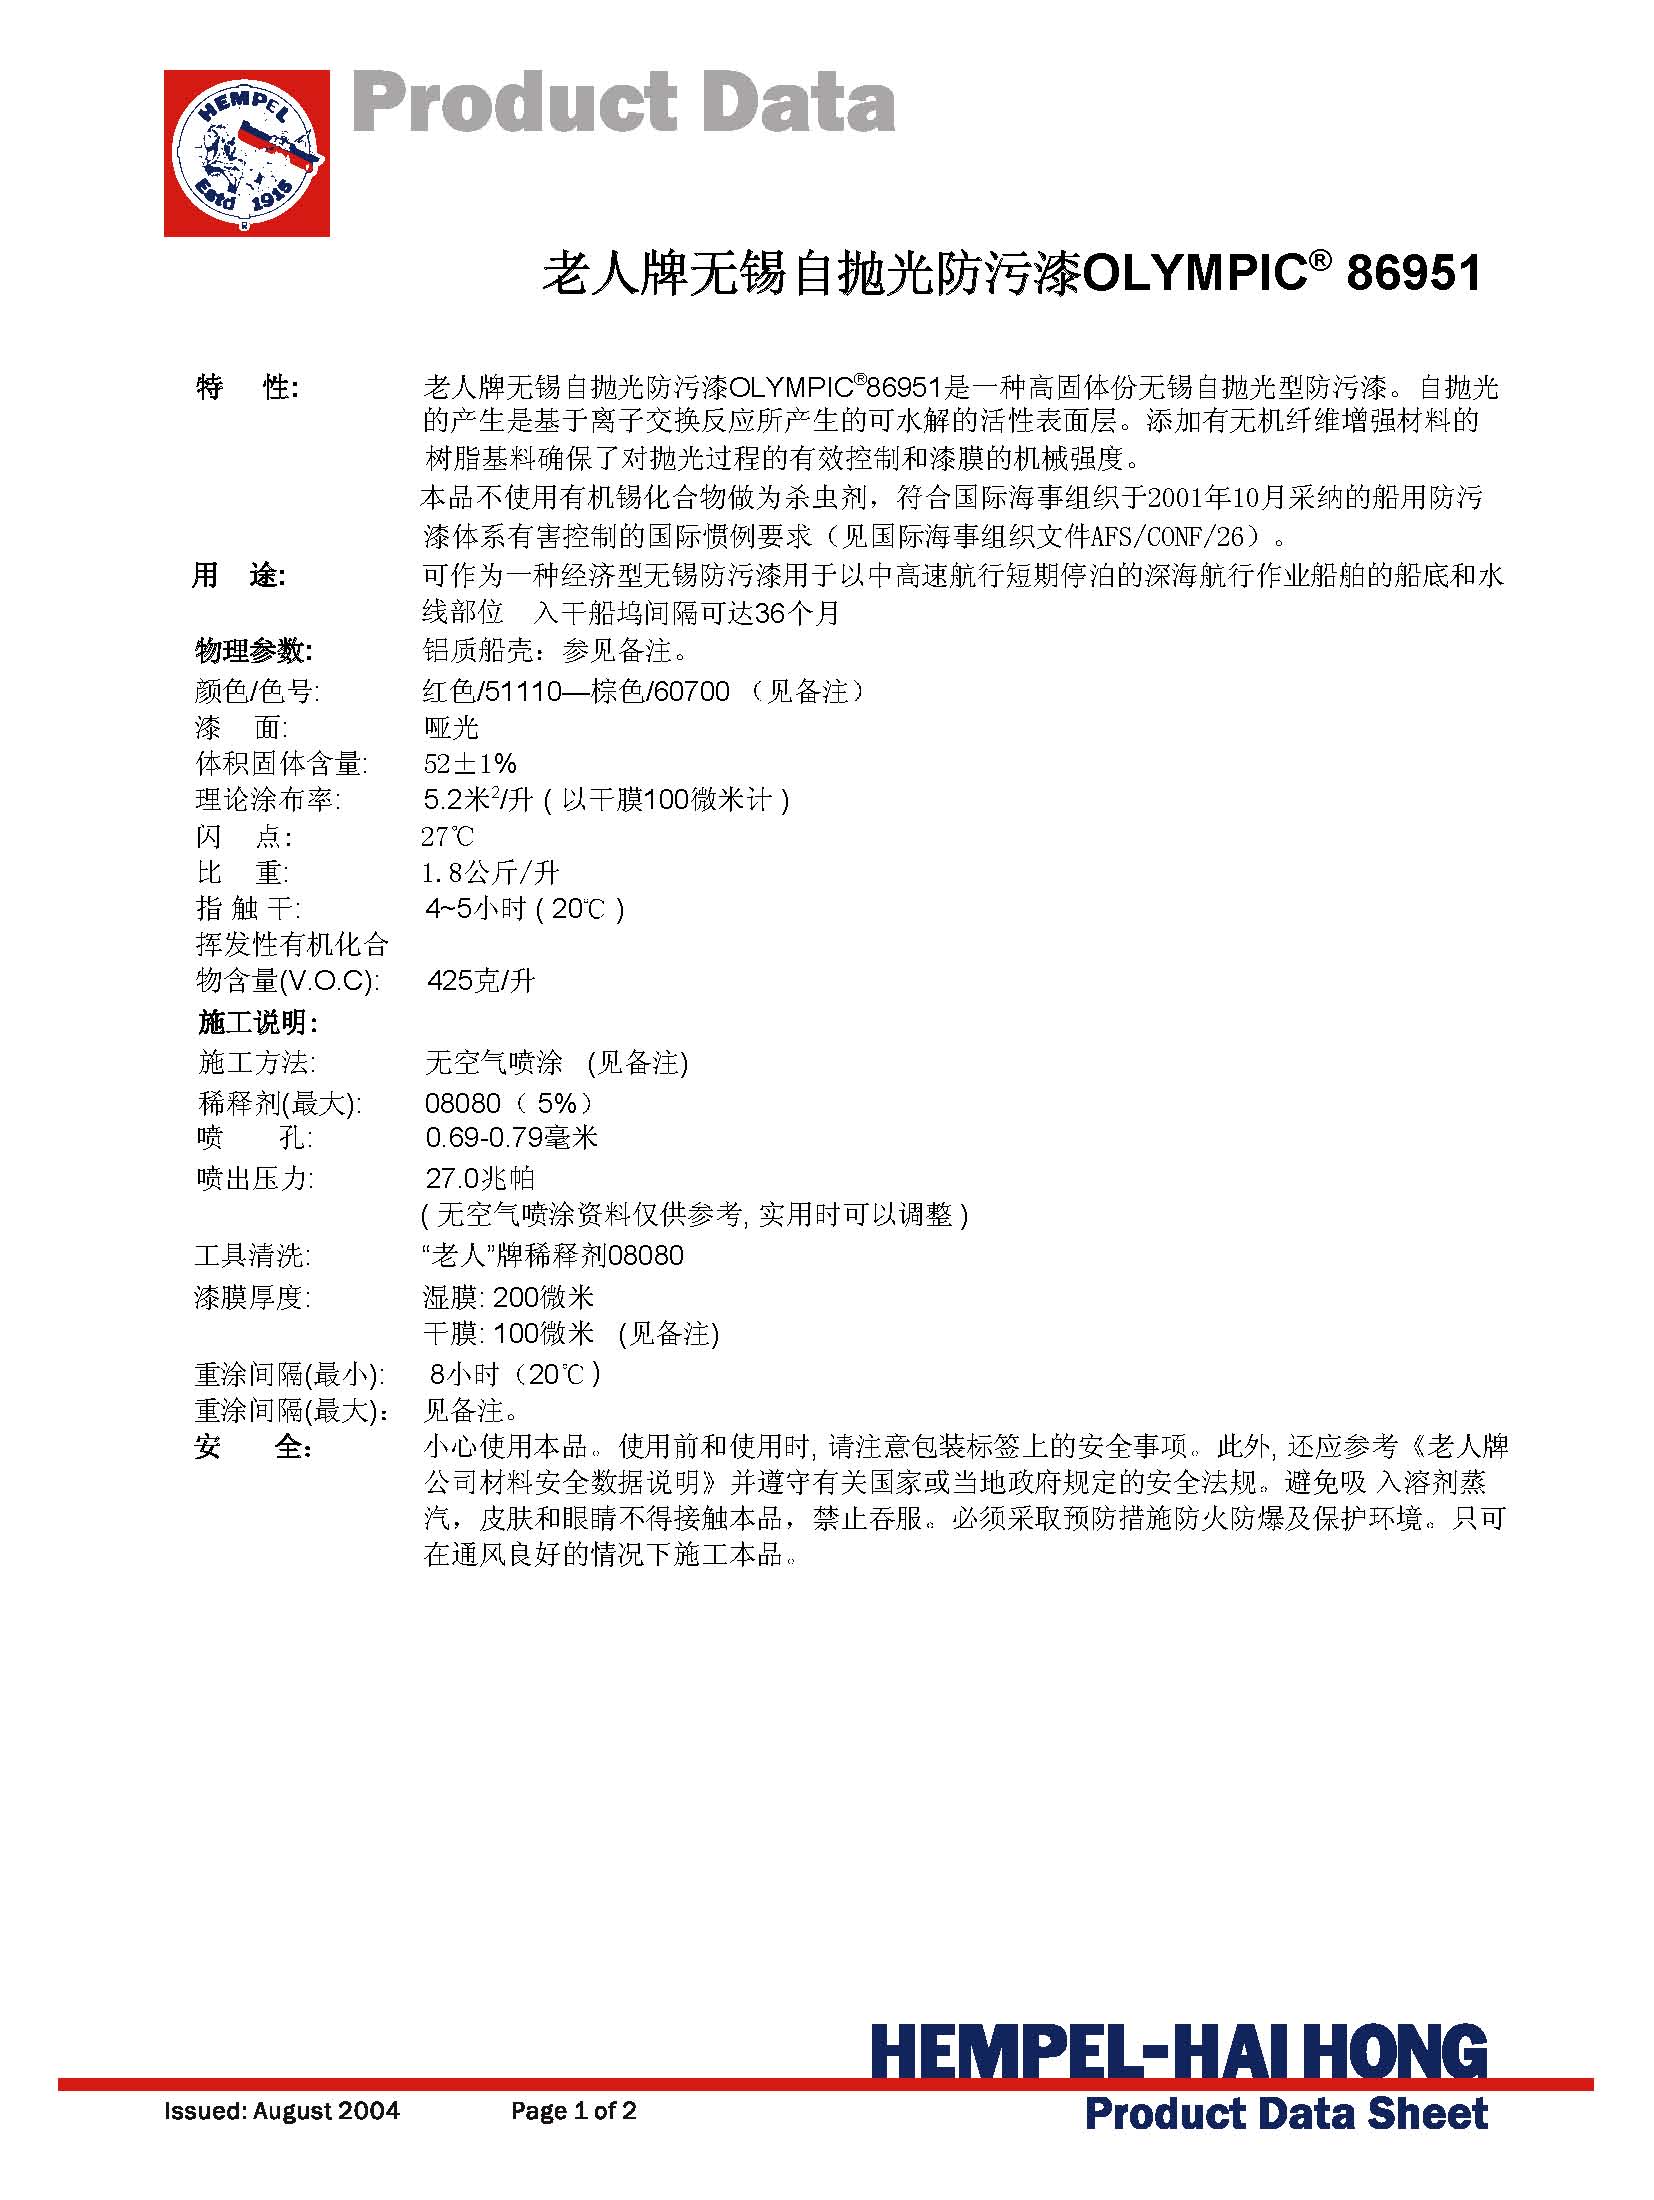 HEMPEL
Estd 1915
Product Data
老人牌无锡自抛光防污漆OLYMPIC® 86951
特 性: 老人牌无锡自抛光防污漆OLYMPIC®86951是一种高固体份无锡自抛光型防污漆。自抛光
的产生是基于离子交换反应所产生的可水解的活性表面层。添加有无机纤维增强材料的
树脂基料确保了对抛光过程的有效控制和漆膜的机械强度。
本品不使用有机锡化合物做为杀虫剂，符合国际海事组织于2001年10月采纳的船用防污
漆体系有害控制的国际惯例要求（见国际海事组织文件AFS/CONF/26）。
用 途: 可作为一种经济型无锡防污漆用于以中高速航行短期停泊的深海航行作业船舶的船底和水
线部位 入干船坞间隔可达36个月
物理参数: 铝质船壳：参见备注。
颜色/色号: 红色/51110—棕色/60700 （见备注）
漆 面: 哑光
体积固体含量: 52±1%
理论涂布率: 5.2米²/升 ( 以干膜100微米计 )
闪 点: 27℃
比 重: 1.8公斤/升
指 触 干: 4~5小时 ( 20℃ )
挥发性有机化合
物含量(V.O.C): 425克/升
施工说明:
施工方法: 无空气喷涂 (见备注)
稀释剂(最大): 08080（ 5%）
喷 孔: 0.69-0.79毫米
喷出压力: 27.0兆帕
( 无空气喷涂资料仅供参考, 实用时可以调整 )
工具清洗: “老人”牌稀释剂08080
漆膜厚度: 湿膜: 200微米
干膜: 100微米 (见备注)
重涂间隔(最小): 8小时（20℃ )
重涂间隔(最大)： 见备注。
安 全： 小心使用本品。使用前和使用时, 请注意包装标签上的安全事项。此外, 还应参考《老人牌
公司材料安全数据说明》并遵守有关国家或当地政府规定的安全法规。避免吸 入溶剂蒸
汽，皮肤和眼睛不得接触本品，禁止吞服。必须采取预防措施防火防爆及保护环境。只可
在通风良好的情况下施工本品。
HEMPEL-HAI HONG
Issued: August 2004 Page 1 of 2 Product Data Sheet